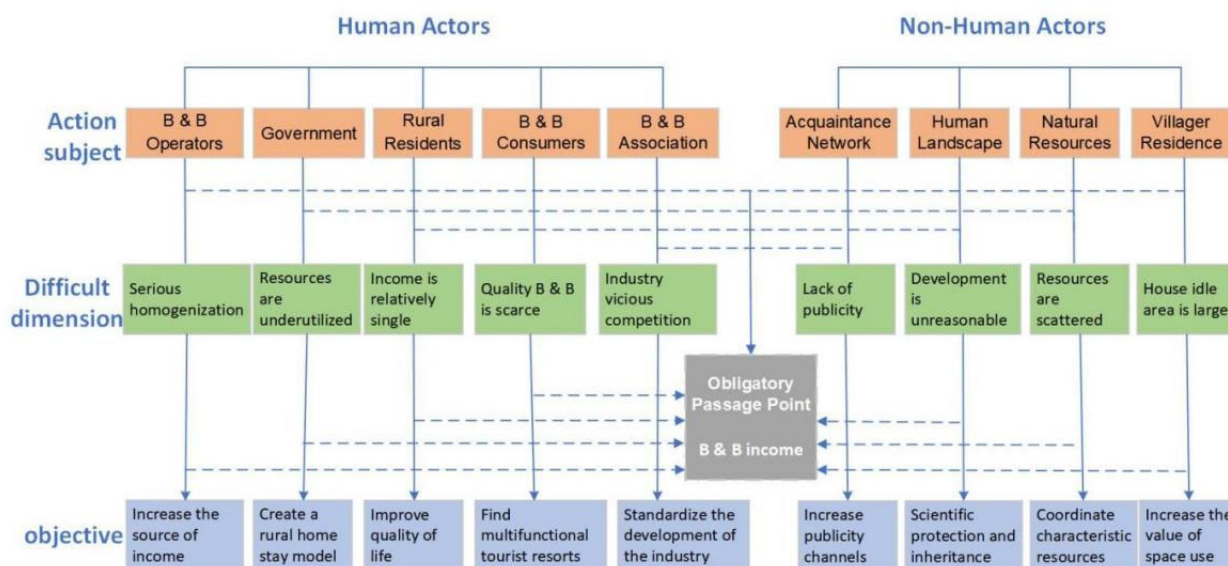 Human Actors
Non-Human Actors
Action
subject
B & B
Operators
Government
Rural
Residents
B & B
Consumers
B & B
Association
Acquaintance
Network
Human
Landscape
Natural
Resources
Villager
Residence
Difficult
dimension
Serious
homogenization
Resources
are
underutilized
Income is
relatively
single
Quality B & B
is scarce
Industry
vicious
competition
Lack of
publicity
Development
is
unreasonable
Resources
are
scattered
House idle
area is large
Obligatory
Passage Point
B & B income
objective
Increase the
source of
income
Create a
rural home
stay model
Improve
quality of
life
Find
multifunctional
tourist resorts
Standardize the
development of
the industry
Increase
publicity
channels
Scientific
protection and
inheritance
Coordinate
characteristic
resources
Increase the
value of
space use